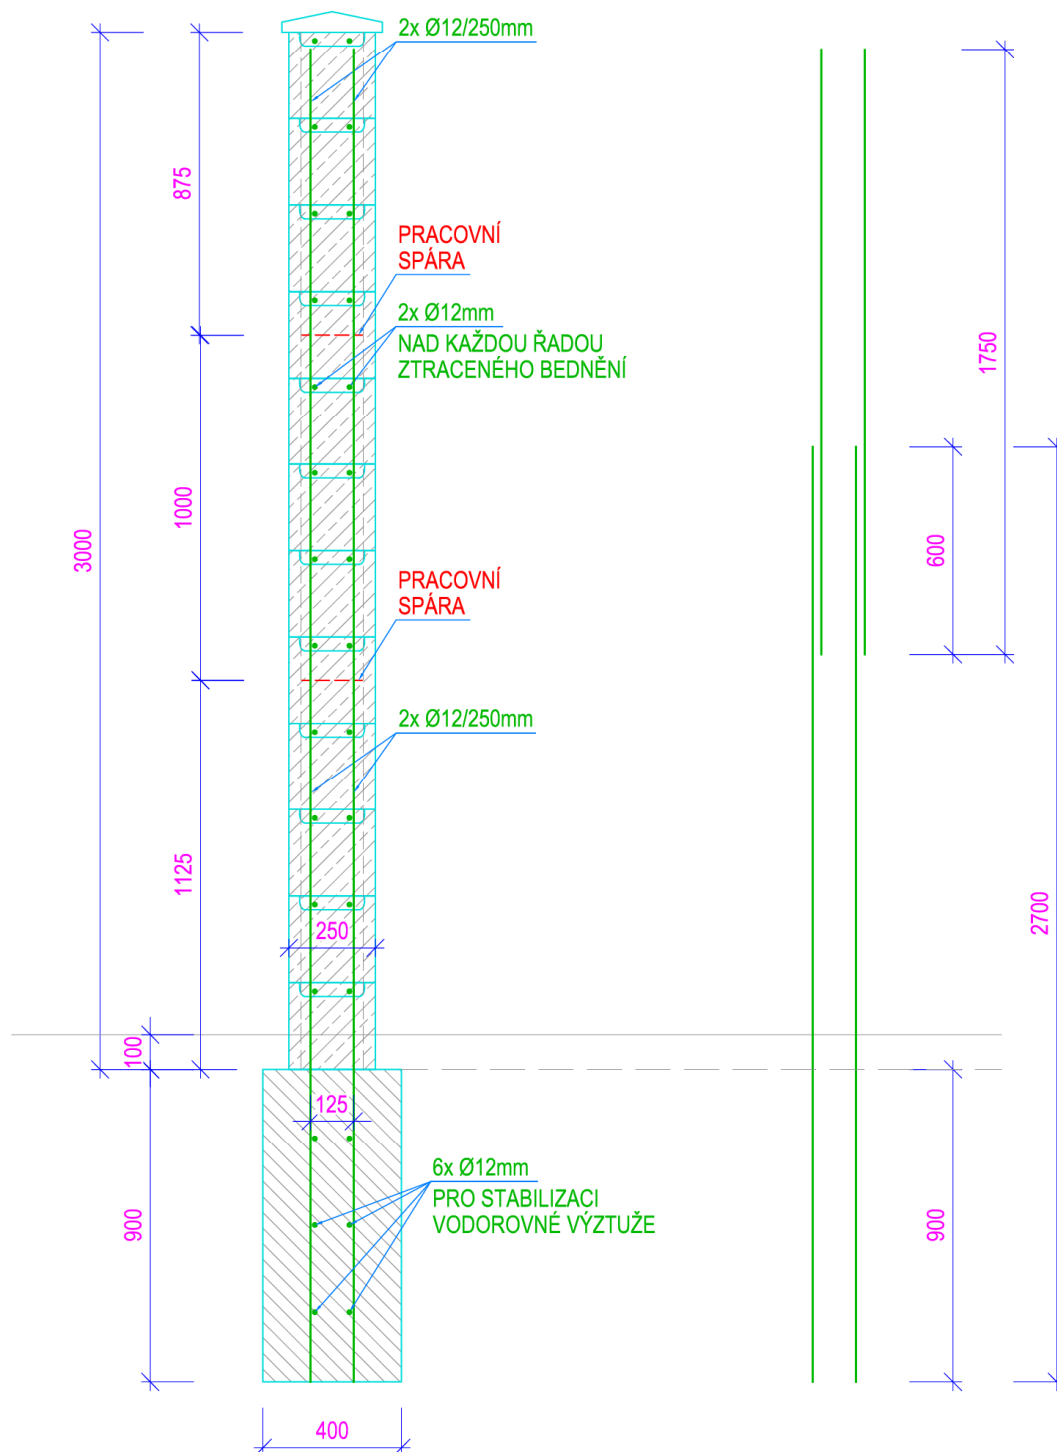 2x Ø12/250mm
875
PRACOVNÍ
SPÁRA
2x Ø12mm
NAD KAŽDOU ŘADOU
ZTRACENÉHO BEDNĚNÍ
1750
1000
3000
600
PRACOVNÍ
SPÁRA
2x Ø12/250mm
1125
2700
250
100
125
6x Ø12mm
PRO STABILIZACI
VODOROVNÉ VÝZTUŽE
900
900
400